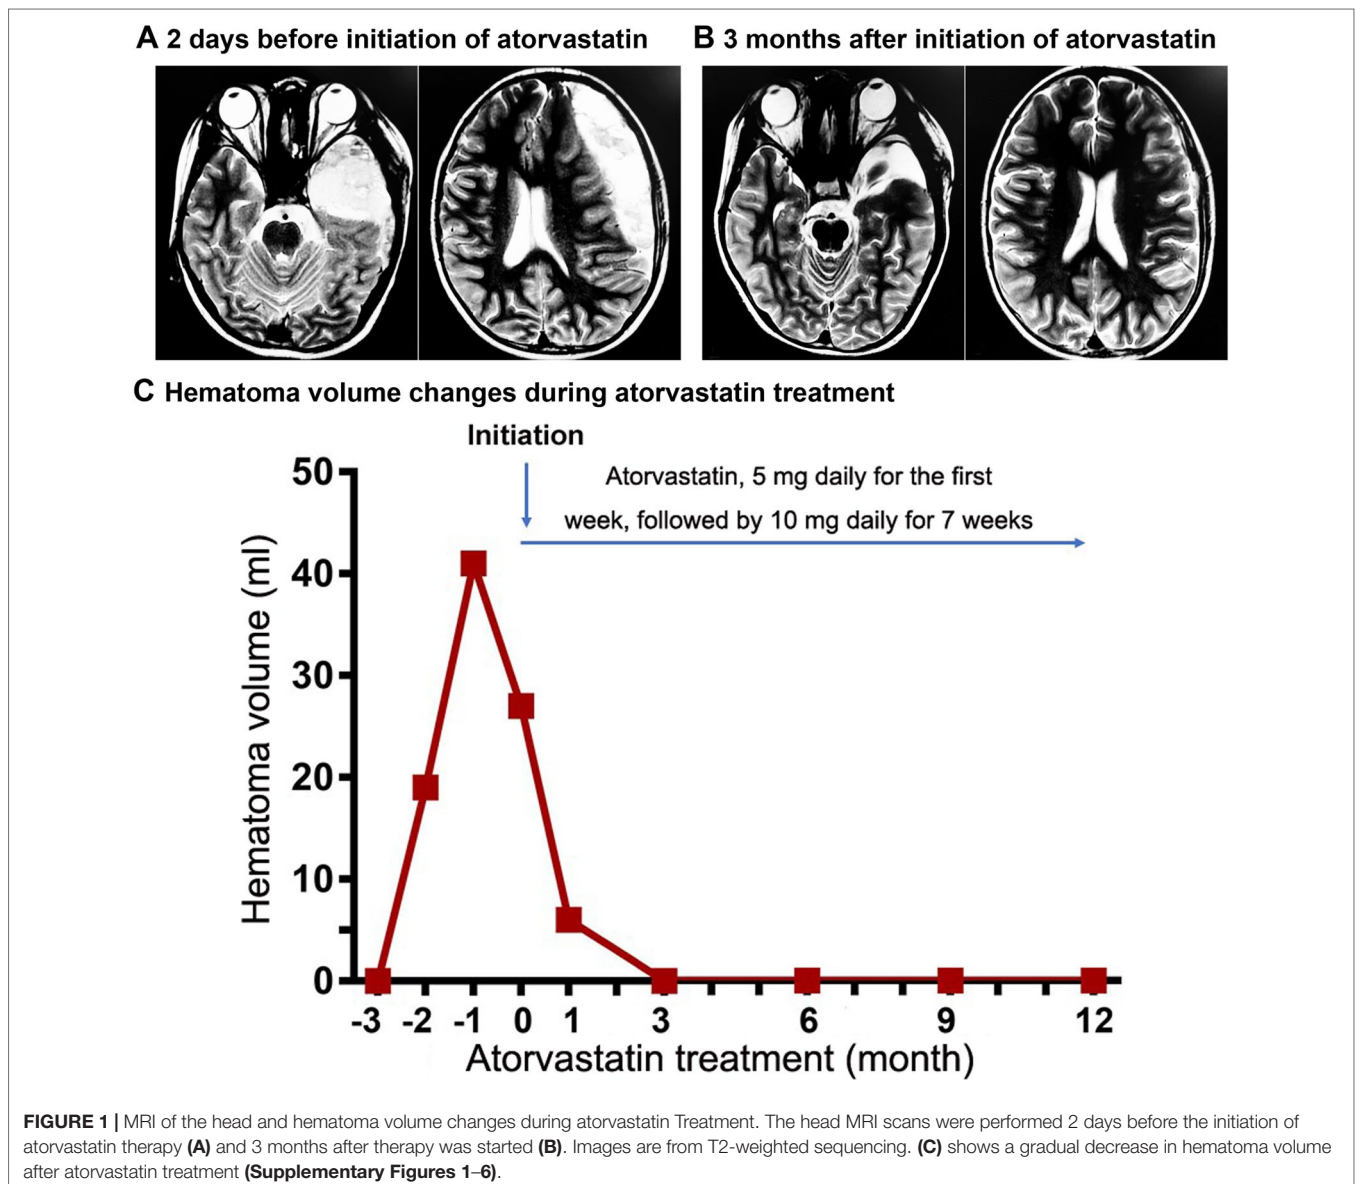 A 2 days before initiation of atorvastatin
B 3 months after initiation of atorvastatin
C Hematoma volume changes during atorvastatin treatment
Initiation
Atorvastatin, 5 mg daily for the first
week, followed by 10 mg daily for 7 weeks
Hematoma volume (ml)
50
40
30
20
10
0
-3 -2 -1 0 1 3 6 9 12
Atorvastatin treatment (month)
FIGURE 1 | MRI of the head and hematoma volume changes during atorvastatin Treatment. The head MRI scans were performed 2 days before the initiation of
atorvastatin therapy (A) and 3 months after therapy was started (B). Images are from T2-weighted sequencing. (C) shows a gradual decrease in hematoma volume
after atorvastatin treatment (Supplementary Figures 1–6).